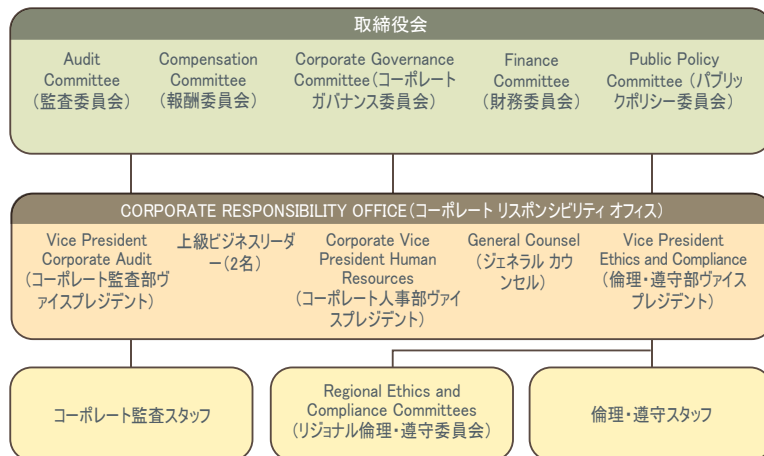 取締役会
Audit
Committee
(監査委員会)
Compensation
Committee
(報酬委員会)
Corporate Governance
Committee(コーポレート
ガバナンス委員会)
Finance
Committee
(財務委員会)
Public Policy
Committee (パブリッ
クポリシー委員会)
CORPORATE RESPONSIBILITY OFFICE(コーポレート リスポンシビリティ オフィス)
Vice President
Corporate Audit
(コーポレート監査部ヴ
ァイスプレジデント)
上級ビジネスリーダ
ー(2名)
Corporate Vice
President Human
Resources
(コーポレート人事部ヴァイ
スプレジデント)
General Counsel
(ジェネラル カウ
ンセル)
Vice President
Ethics and Compliance
(倫理・遵守部ヴァイス
プレジデント)
コーポレート監査スタッフ
Regional Ethics and
Compliance Committees
(リジョナル倫理・遵守委員会)
倫理・遵守スタッフ